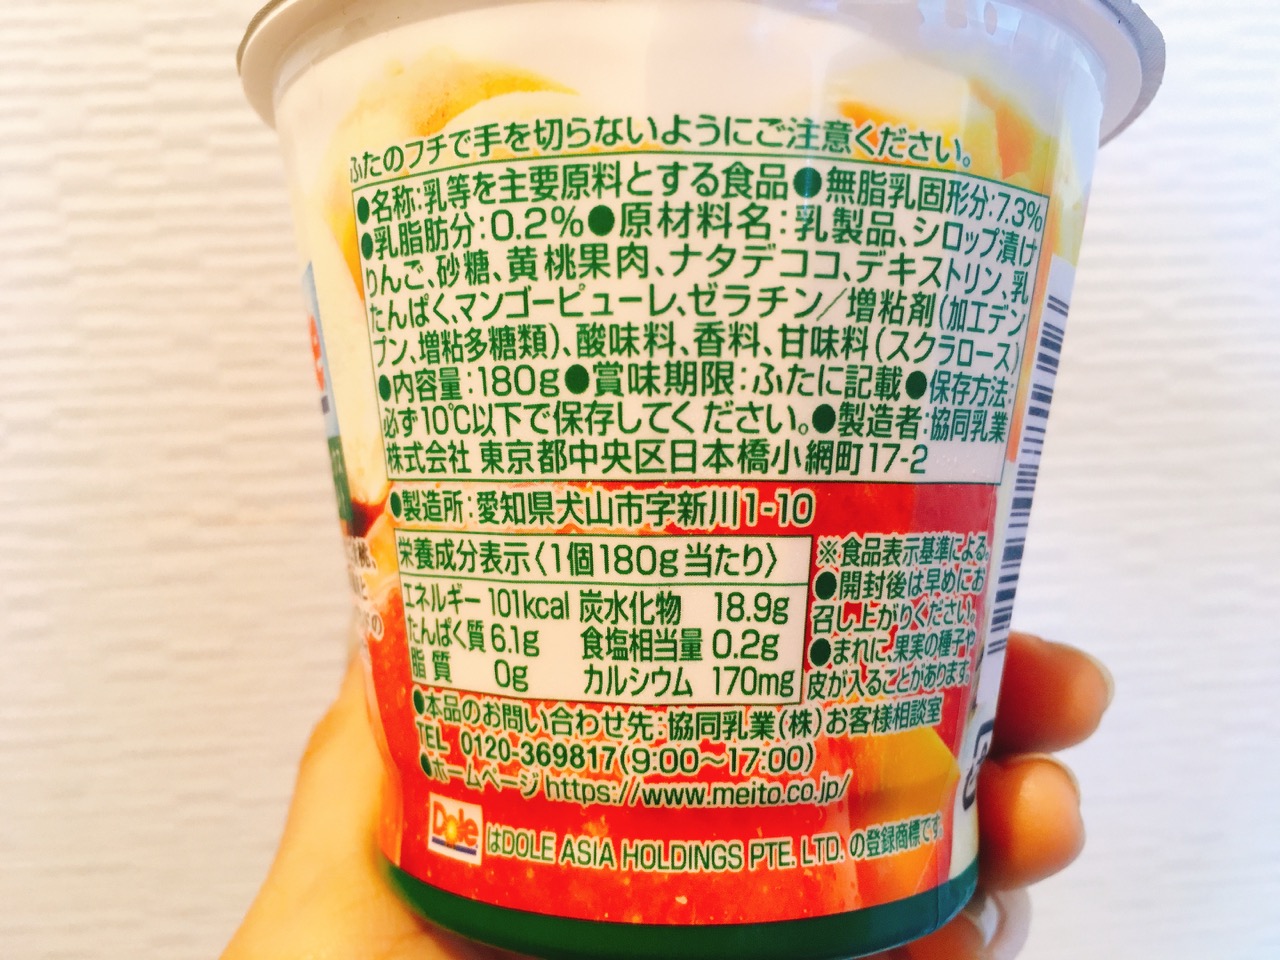 ふたのフチで手を切らないようにご注意ください。
●名称:乳等を主要原料とする食品●無脂乳固形分:7.3%
●乳脂肪分:0.2%●原材料名:乳製品、シロップ漬け
りんご、砂糖、黄桃果肉、ナタデココ、デキストリン、乳
たんぱく、マンゴーピューレ、ゼラチン／増粘剤(加工デン
プン、増粘多糖類)、酸味料、香料、甘味料(スクラロース)
●内容量:180g●賞味期限:ふたに記載●保存方法:
必ず10℃以下で保存してください。●製造者:協同乳業
株式会社 東京都中央区日本橋小網町17-2
●製造所:愛知県犬山市字新川1-10
栄養成分表示〈1個180g当たり〉
エネルギー 101kcal 炭水化物 18.9g
たんぱく質 6.1g 食塩相当量 0.2g
脂質 0g カルシウム 170mg
※食品表示基準による。
●開封後は早めにお
召し上がりください。
●まれに、果実の種子や
皮が入ることがあります。
●本品のお問い合わせ先:協同乳業(株)お客様相談室
TEL 0120-369817(9:00〜17:00)
●ホームページ https://www.meito.co.jp/
Dole はDOLE ASIA HOLDINGS PTE. LTD. の登録商標です。